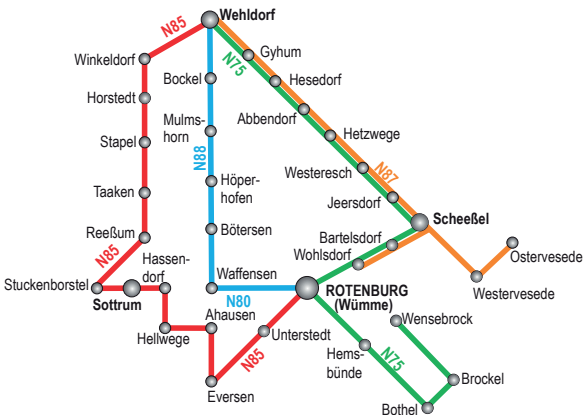 Wehldorf
N85
Winkeldorf
Gyhum
N75
Bockel
Hesedorf
Horstedt
Abbendorf
Mulms-
horn
Hetzwege
Stapel
N88
Westeresch
N87
Höper-
hofen
Taaken
Jeersdorf
Scheeßel
Bötersen
Reeßum
Bartelsdorf
N85
Hassen-
dorf
Wohlsdorf
Ostervesede
Stuckenborstel
Waffensen
Westervesede
Sottrum
N80
ROTENBURG
(Wümme)
Ahausen
Wensebrock
Hellwege
Unterstedt
Hems-
bünde
N75
N85
Eversen
Brockel
Bothel